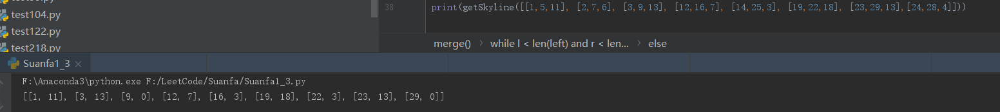 test104.py
test122.py
test218.py
38
print(getSkyline([[1,5,11], [2,7,6], [3,9,13], [12,16,7], [14,25,3], [19,22,18], [23,29,13],[24,28,4]]))
merge() > while l < len(left) and r < len... > else
Suanfa1_3 ×
F:\Anaconda3\python.exe F:/LeetCode/Suanfa/Suanfa1_3.py
[[1, 11], [3, 13], [9, 0], [12, 7], [16, 3], [19, 18], [22, 3], [23, 13], [29, 0]]